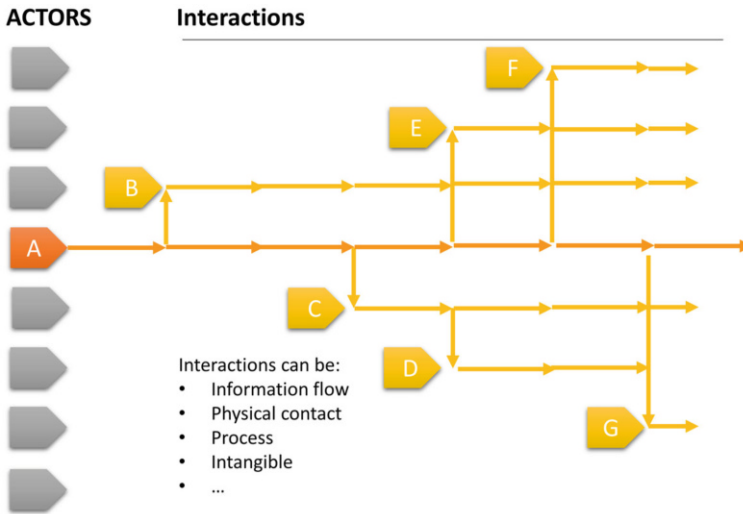 ACTORS Interactions
F
E
B
A
C
Interactions can be:
D
• Information flow
• Physical contact
• Process
G
• Intangible
• ...